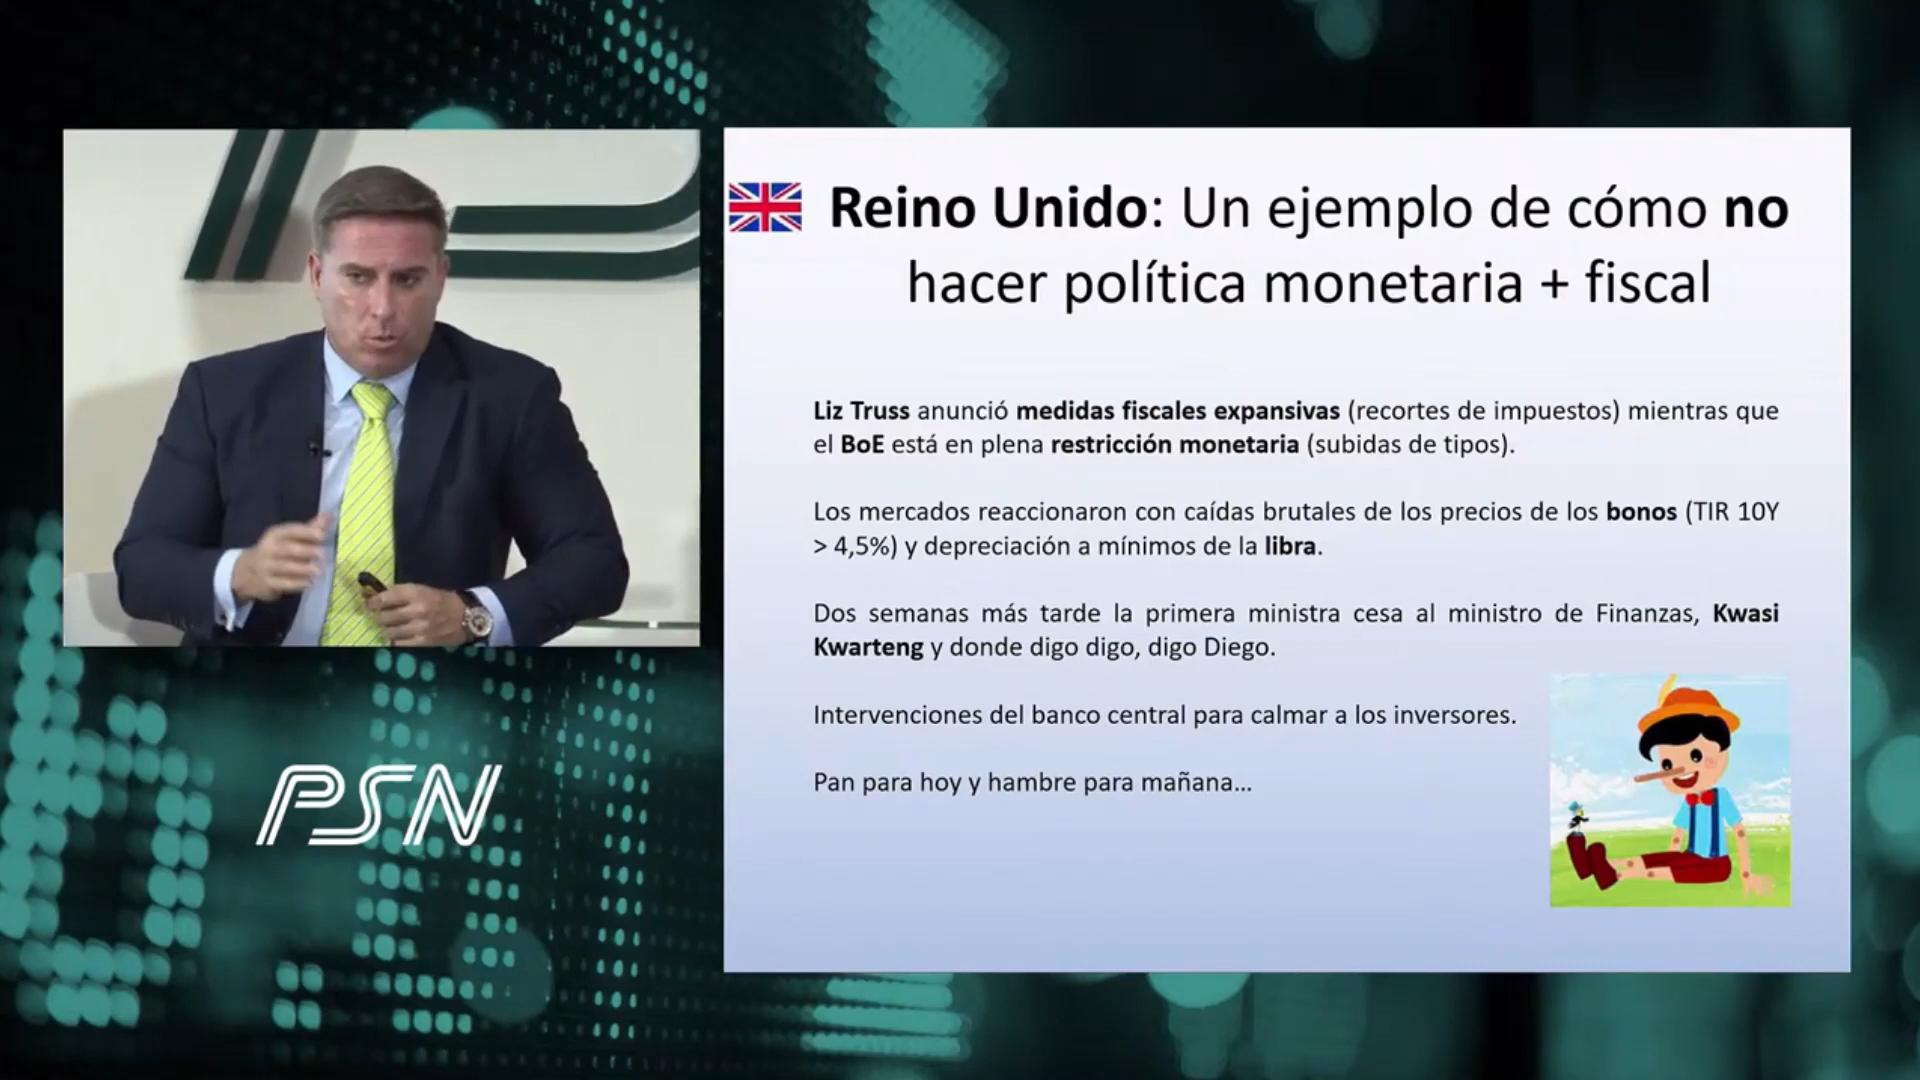 Reino Unido: Un ejemplo de cómo no
hacer política monetaria + fiscal
Liz Truss anunció medidas fiscales expansivas (recortes de impuestos) mientras que
el BoE está en plena restricción monetaria (subidas de tipos).
Los mercados reaccionaron con caídas brutales de los precios de los bonos (TIR 10Y
> 4,5%) y depreciación a mínimos de la libra.
Dos semanas más tarde la primera ministra cesa al ministro de Finanzas, Kwasi
Kwarteng y donde digo digo, digo Diego.
Intervenciones del banco central para calmar a los inversores.
Pan para hoy y hambre para mañana...
PSN